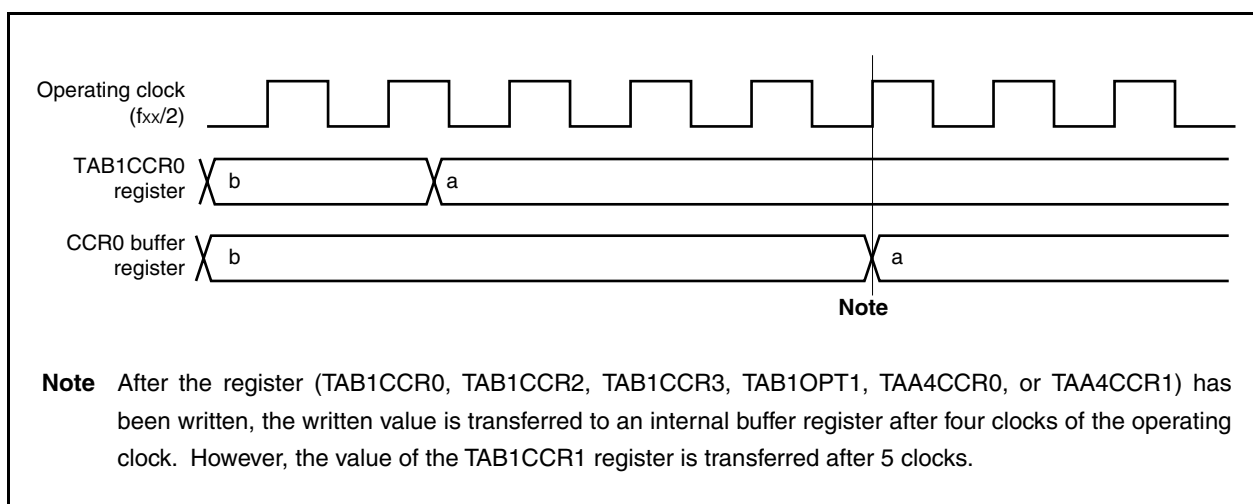 Operating clock
(fxx/2)
TAB1CCR0
register
b
a
CCR0 buffer
register
b
a
Note
Note After the register (TAB1CCR0, TAB1CCR2, TAB1CCR3, TAB1OPT1, TAA4CCR0, or TAA4CCR1) has
been written, the written value is transferred to an internal buffer register after four clocks of the operating
clock. However, the value of the TAB1CCR1 register is transferred after 5 clocks.